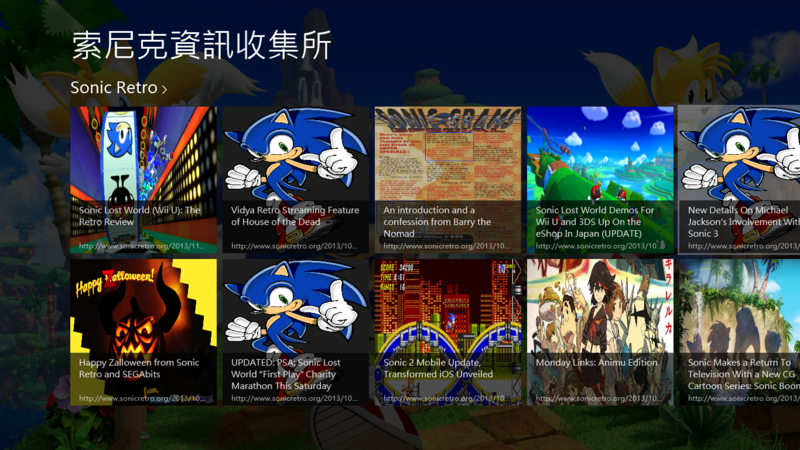 索尼克資訊收集所
Sonic Retro ›
Sonic Lost World (Wii U): The
Retro Review
http://www.sonicretro.org/2013/11...
Vidya Retro Streaming Feature
of House of the Dead
http://www.sonicretro.org/2013/10...
SONIC-GRAM
An introduction and a
confession from Barry the
Nomad
http://www.sonicretro.org/2013/10...
Sonic Lost World Demos For
Wii U and 3DS Up On the
eShop In Japan (UPDATE)
http://www.sonicretro.org/2013/10...
New Details On Michael
Jackson's Involvement With
Sonic 3
http://www.sonicretro.org/2013/10...
Happy Zalloween!
Happy Zalloween from Sonic
Retro and SEGAbits
http://www.sonicretro.org/2013/10...
UPDATED: PSA: Sonic Lost
World "First Play" Charity
Marathon This Saturday
http://www.sonicretro.org/2013/10...
SCORE 34200
TIME 0:51
RINGS 16
Sonic 2 Mobile Update,
Transformed iOS Unveiled
http://www.sonicretro.org/2013/10...
キラレルカ
Monday Links: Animu Edition
http://www.sonicretro.org/2013/10...
Sonic Makes a Return To
Television With a New CG
Cartoon Series: Sonic Boom
http://www.sonicretro.org/2013/10...